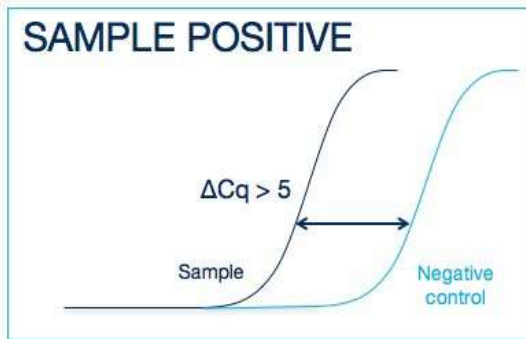 SAMPLE POSITIVE
ΔCq > 5
Sample
Negative
control